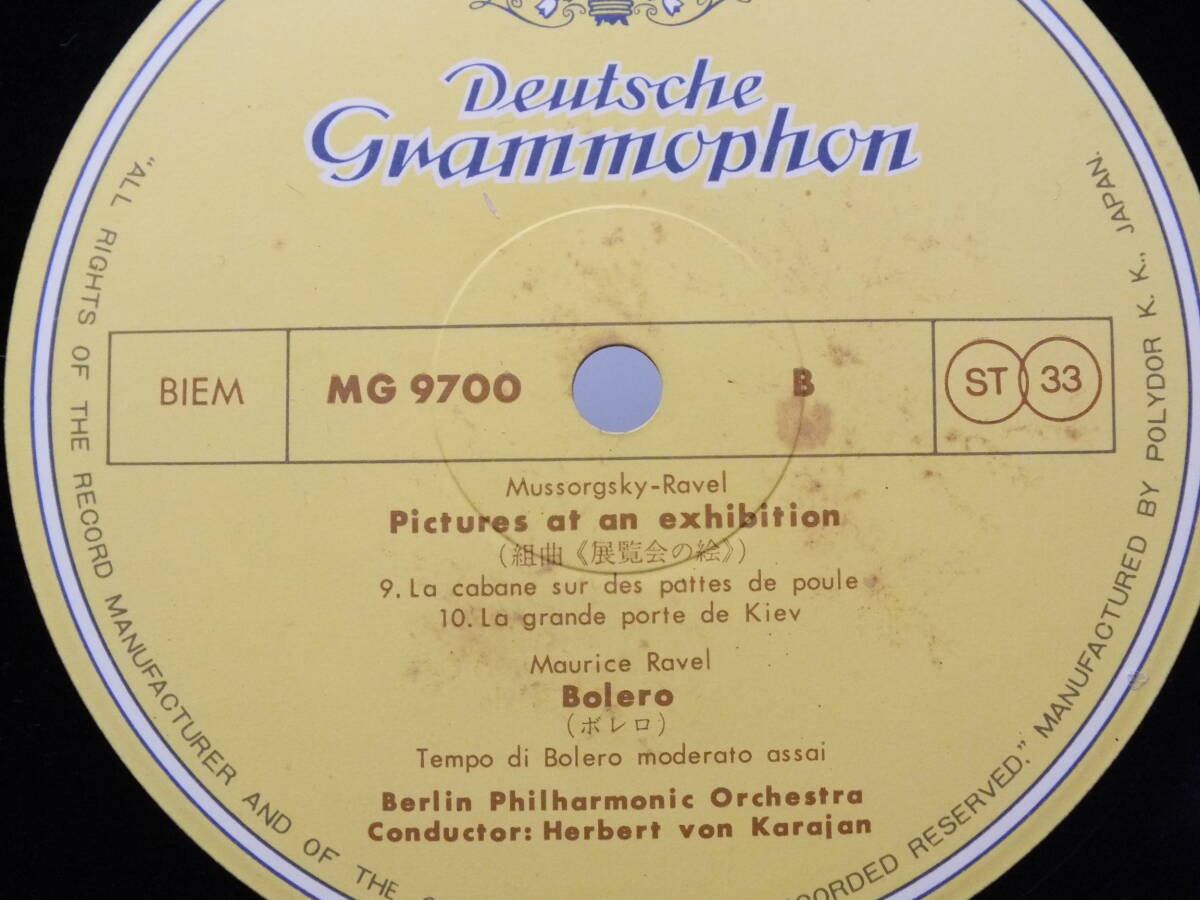 Deutsche
Grammophon
BIEM
MG 9700
B
ST 33
Mussorgsky-Ravel
Pictures at an exhibition
(組曲《展覧会の絵》)
9. La cabane sur des pattes de poule
10. La grande porte de Kiev
Maurice Ravel
Bolero
(ボレロ)
Tempo di Bolero moderato assai
Berlin Philharmonic Orchestra
Conductor: Herbert von Karajan
"ALL RIGHTS OF THE RECORD MANUFACTURER AND OF THE
RECORDED RESERVED." MANUFACTURED BY POLYDOR K. K., JAPAN.